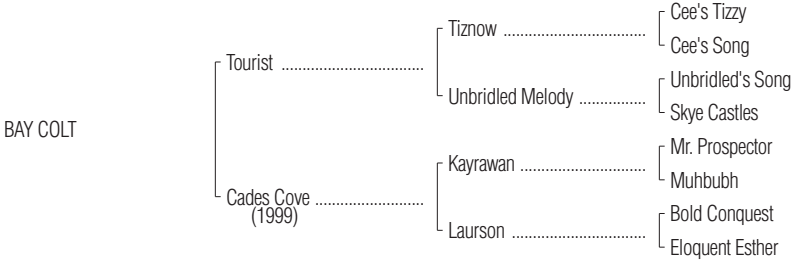 Cee's Tizzy
Tiznow
Cee's Song
Tourist
Unbridled's Song
Unbridled Melody
Skye Castles
BAY COLT
Mr. Prospector
Kayrawan
Muhbubh
Cades Cove
(1999)
Bold Conquest
Laurson
Eloquent Esther